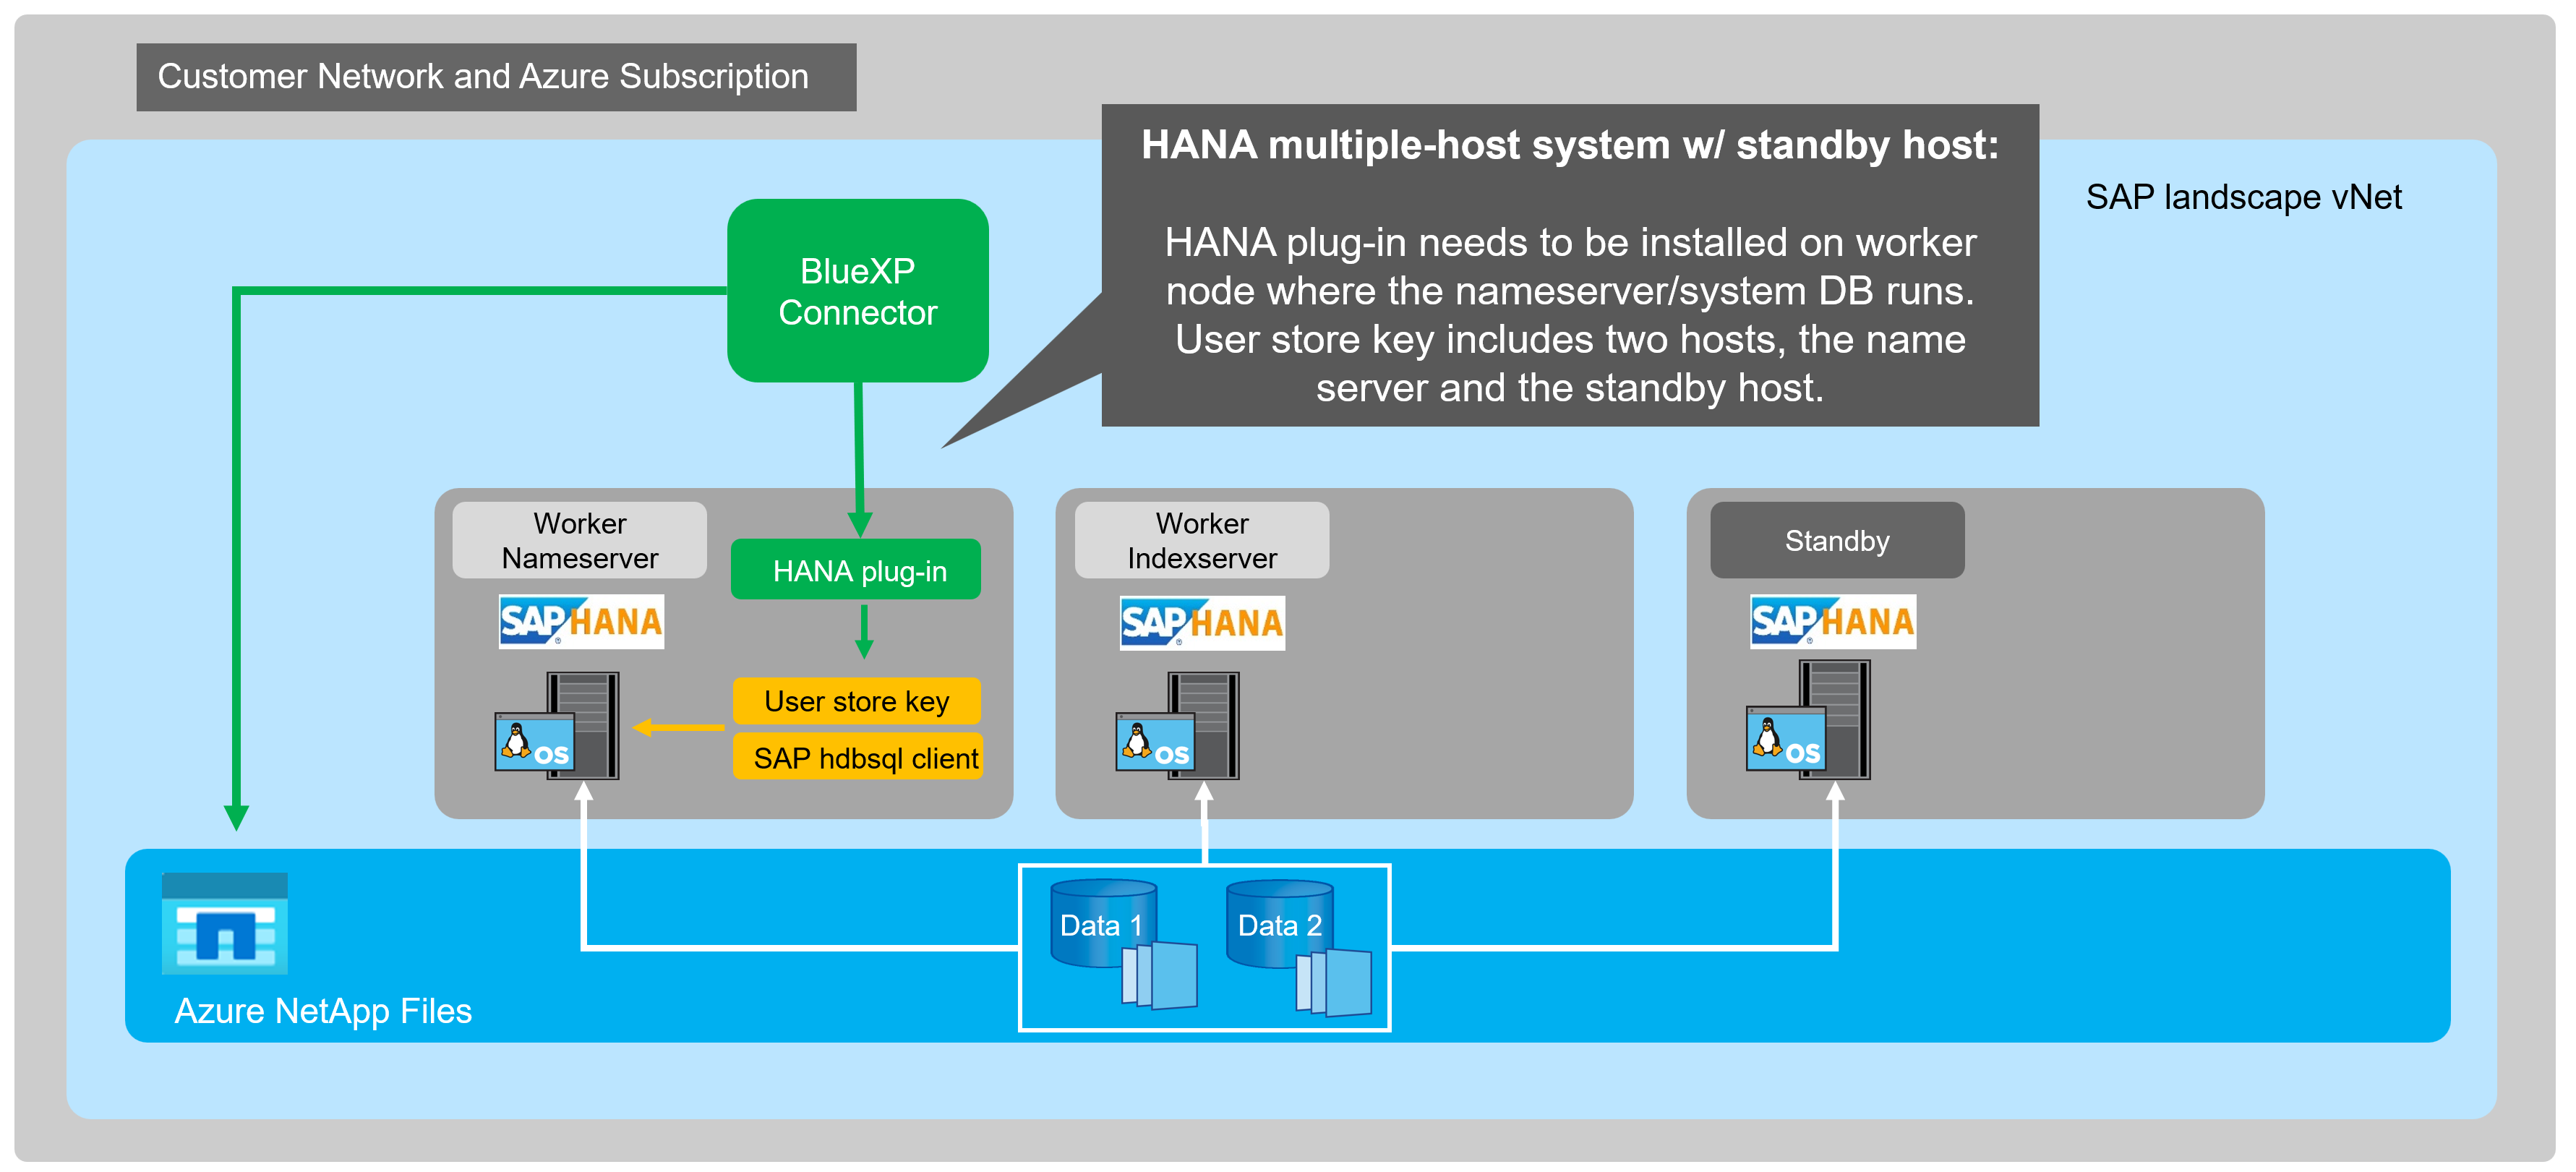 Customer Network and Azure Subscription
HANA multiple-host system w/ standby host:
HANA plug-in needs to be installed on worker
node where the nameserver/system DB runs.
User store key includes two hosts, the name
server and the standby host.
SAP landscape vNet
BlueXP
Connector
Worker
Nameserver
HANA plug-in
SAP HANA
®
User store key
SAP hdbsql client
OS
Worker
Indexserver
SAP HANA
®
OS
Standby
SAP HANA
®
OS
Data 1
Data 2
Azure NetApp Files